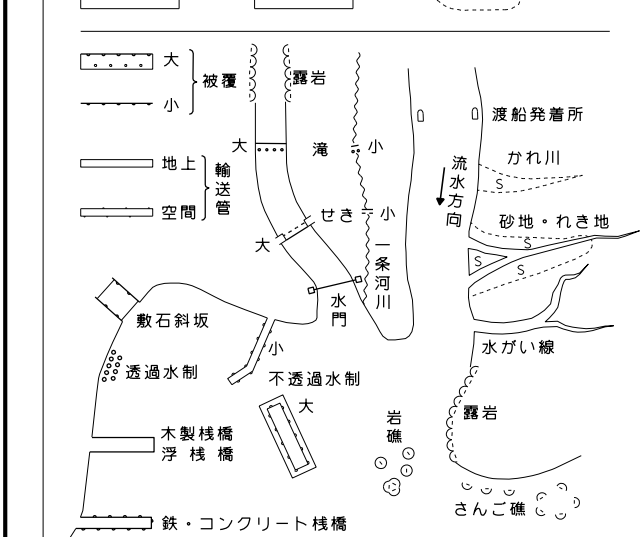 大
被覆
小
露岩
渡船発着所
大
滝
小
かれ川
地上
輸送管
流水方向
S
空間
せき
小
砂地・れき地
大
S
一条河川
S
S
水門
敷石斜坂
小
水がい線
透過水制
不透過水制
大
岩礁
露岩
木製桟橋
浮桟橋
さんご礁
鉄・コンクリート桟橋